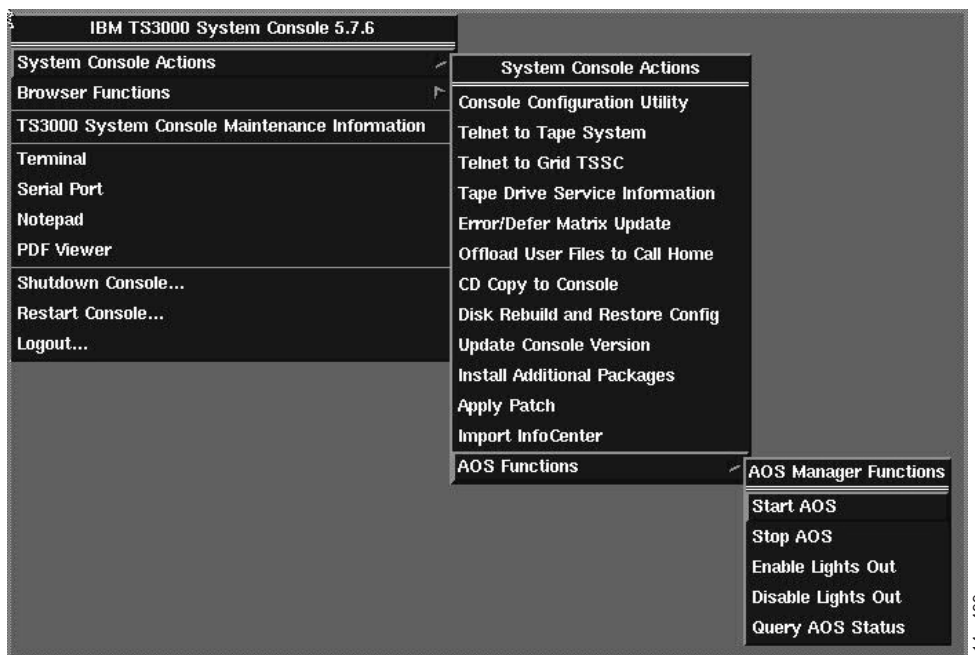 IBM TS3000 System Console 5.7.6
System Console Actions
Browser Functions
TS3000 System Console Maintenance Information
Terminal
Serial Port
Notepad
PDF Viewer
Shutdown Console...
Restart Console...
Logout...
System Console Actions
Console Configuration Utility
Telnet to Tape System
Telnet to Grid TSSC
Tape Drive Service Information
Error/Defer Matrix Update
Offload User Files to Call Home
CD Copy to Console
Disk Rebuild and Restore Config
Update Console Version
Install Additional Packages
Apply Patch
Import InfoCenter
AOS Functions
AOS Manager Functions
Start AOS
Stop AOS
Enable Lights Out
Disable Lights Out
Query AOS Status